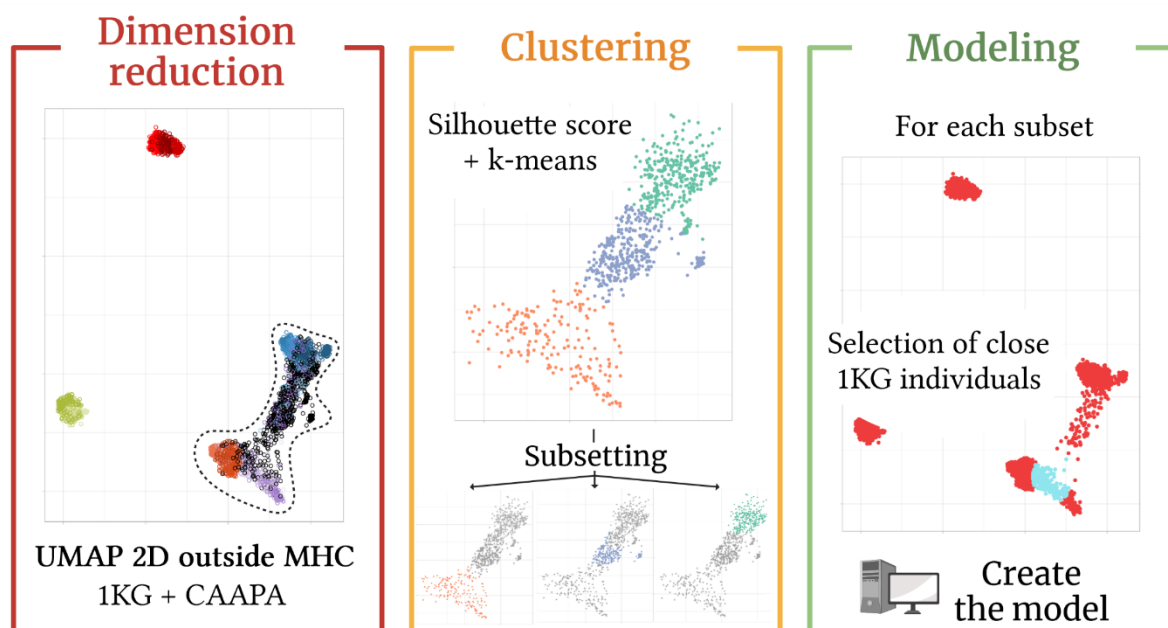 Dimension
reduction
UMAP 2D outside MHC
1KG + CAAPA
Clustering
Silhouette score
+ k-means
Subsetting
Modeling
For each subset
Selection of close
1KG individuals
Create
the model